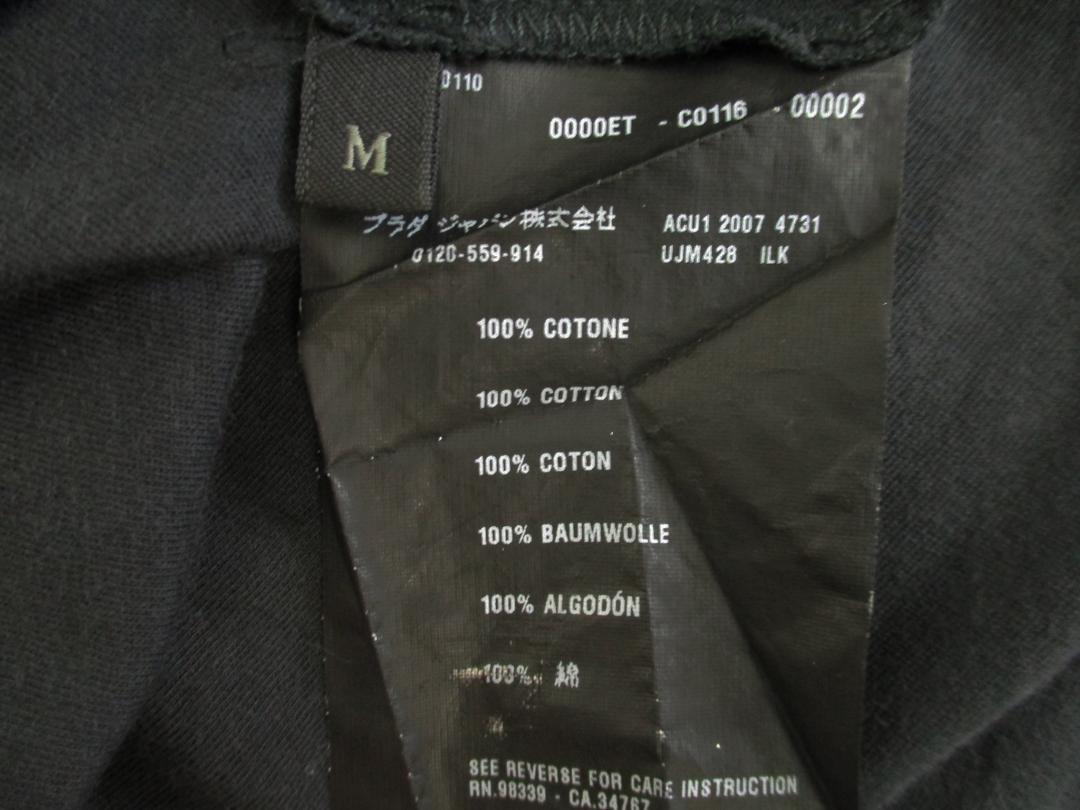 0110
0000ET - C0116 - 00002
M
プラダ ジャパン株式会社 ACU1 2007 4731
0120-559-914 UJM428 ILK
100% COTONE
100% COTTON
100% COTON
100% BAUMWOLLE
100% ALGODÓN
100% 綿
SEE REVERSE FOR CARE INSTRUCTION
RN.98339 - CA.34767